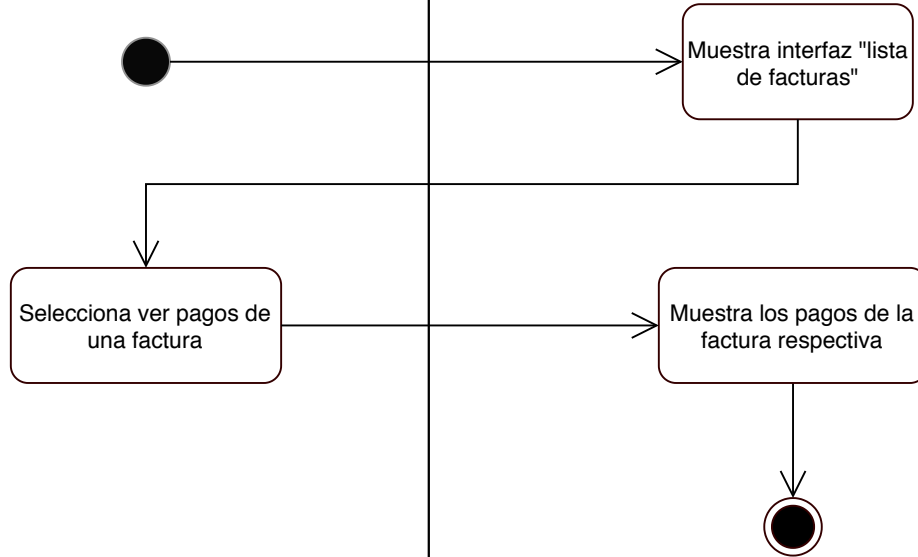 Muestra interfaz "lista
de facturas"
Selecciona ver pagos de
una factura
Muestra los pagos de la
factura respectiva